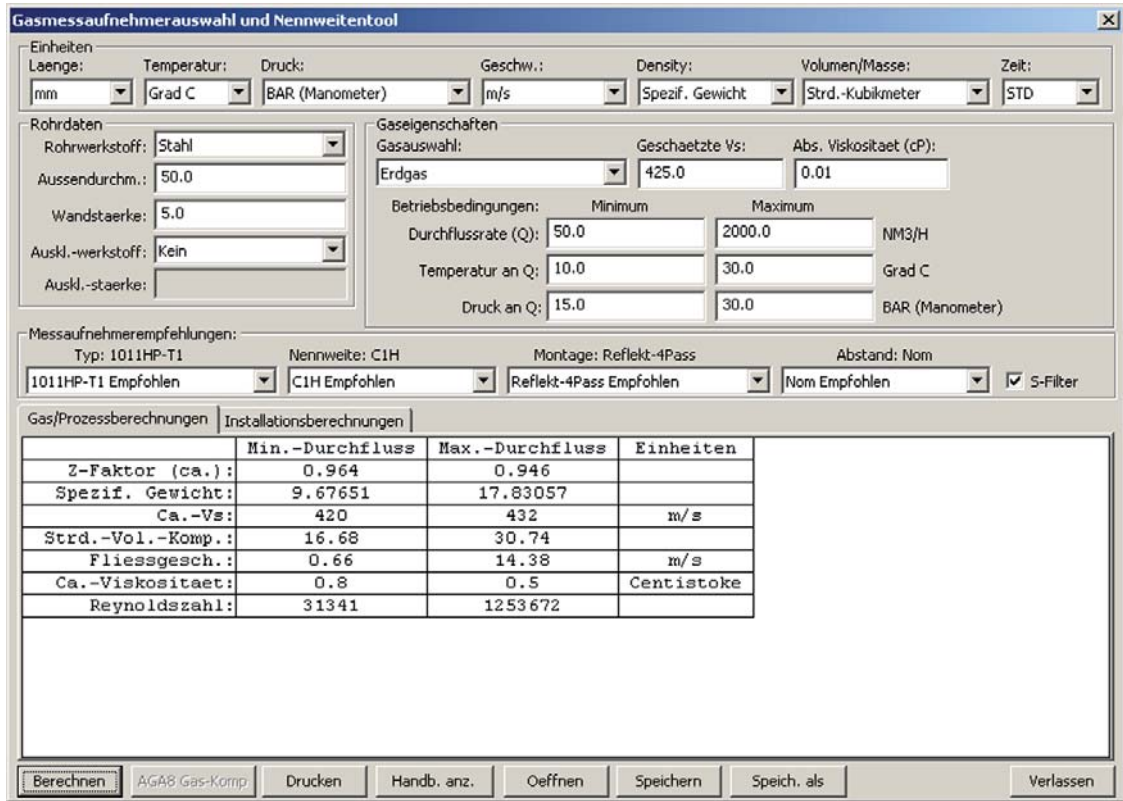 Gasmessaufnehmerauswahl und Nennweitentool
Einheiten
Laenge: Temperatur: Druck: Geschw.: Density: Volumen/Masse: Zeit:
mm Grad C BAR (Manometer) m/s Spezif. Gewicht Strd.-Kubikmeter STD
Rohrdaten
Rohrwerkstoff: Stahl
Aussendurchm.: 50.0
Wandstaerke: 5.0
Auskl.-werkstoff: Kein
Auskl.-staerke:
Gaseigenschaften
Gasauswahl: Geschaetzte Vs: Abs. Viskositaet (cP):
Erdgas 425.0 0.01
Betriebsbedingungen: Minimum Maximum
Durchflussrate (Q): 50.0 2000.0 NM3/H
Temperatur an Q: 10.0 30.0 Grad C
Druck an Q: 15.0 30.0 BAR (Manometer)
Messaufnehmerempfehlungen:
Typ: 1011HP-T1 Nennweite: C1H Montage: Reflekt-4Pass Abstand: Nom
1011HP-T1 Empfohlen C1H Empfohlen Reflekt-4Pass Empfohlen Nom Empfohlen S-Filter
Gas/Prozessberechnungen Installationsberechnungen
Min.-Durchfluss Max.-Durchfluss Einheiten
Z-Faktor (ca.): 0.964 0.946
Spezif. Gewicht: 9.67651 17.83057
Ca.-Vs: 420 432 m/s
Strd.-Vol.-Komp.: 16.68 30.74
Fliessgesch.: 0.66 14.38 m/s
Ca.-Viskositaet: 0.8 0.5 Centistoke
Reynoldszahl: 31341 1253672
Berechnen AGA8 Gas-Komp Drucken Handb. anz. Oeffnen Speichern Speich. als Verlassen